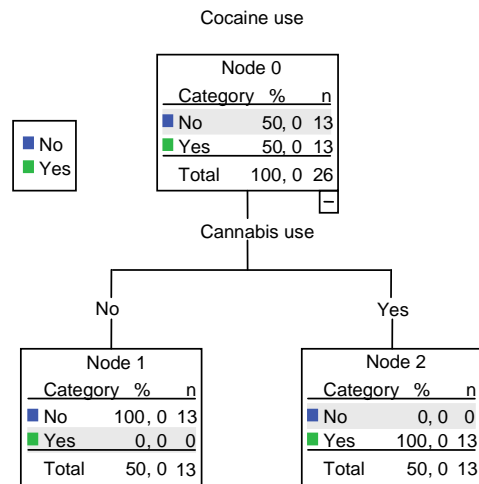 Cocaine use
Node 0
Category % n
No 50, 0 13
Yes 50, 0 13
Total 100, 0 26
No
Yes
Cannabis use
No
Yes
Node 1
Category % n
No 100, 0 13
Yes 0, 0 0
Total 50, 0 13
Node 2
Category % n
No 0, 0 0
Yes 100, 0 13
Total 50, 0 13